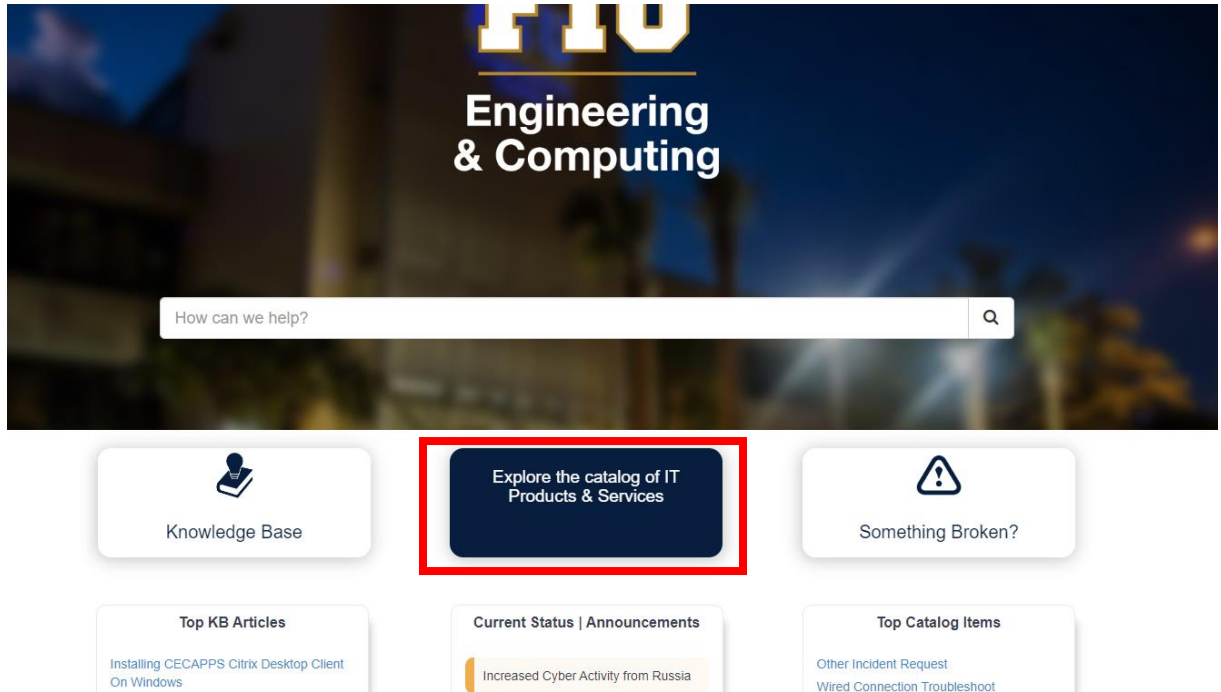 FIU
Engineering
& Computing
How can we help?
Knowledge Base
Explore the catalog of IT
Products & Services
Something Broken?
Top KB Articles
Installing CECAPPS Citrix Desktop Client
On Windows
Current Status | Announcements
Increased Cyber Activity from Russia
Top Catalog Items
Other Incident Request
Wired Connection Troubleshoot